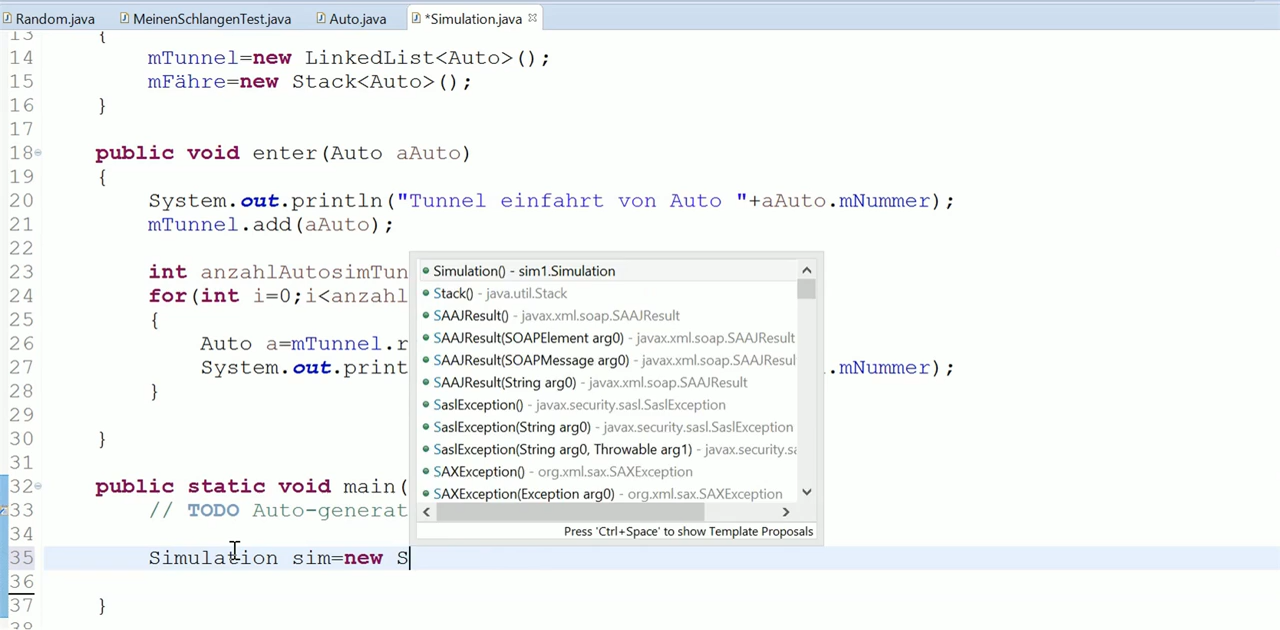 Random.java MeinenSchlangenTest.java Auto.java *Simulation.java
13 {
14 mTunnel=new LinkedList<Auto>();
15 mFähre=new Stack<Auto>();
16 }
17
18 public void enter(Auto aAuto)
19 {
20 System.out.println("Tunnel einfahrt von Auto "+aAuto.mNummer);
21 mTunnel.add(aAuto);
22
23 int anzahlAutosimTun
24 for(int i=0;i<anzahl
25 {
26 Auto a=mTunnel.r
27 System.out.print .mNummer);
28 }
29
30 }
31
32 public static void main(
33 // TODO Auto-generat
34
35 Simulation sim=new S
36
37 }
38
Simulation() - sim1.Simulation
Stack() - java.util.Stack
SAAJResult() - javax.xml.soap.SAAJResult
SAAJResult(SOAPElement arg0) - javax.xml.soap.SAAJResult
SAAJResult(SOAPMessage arg0) - javax.xml.soap.SAAJResul
SAAJResult(String arg0) - javax.xml.soap.SAAJResult
SaslException() - javax.security.sasl.SaslException
SaslException(String arg0) - javax.security.sasl.SaslException
SaslException(String arg0, Throwable arg1) - javax.security.sa
SAXException() - org.xml.sax.SAXException
SAXException(Exception arg0) - org.xml.sax.SAXException
Press 'Ctrl+Space' to show Template Proposals